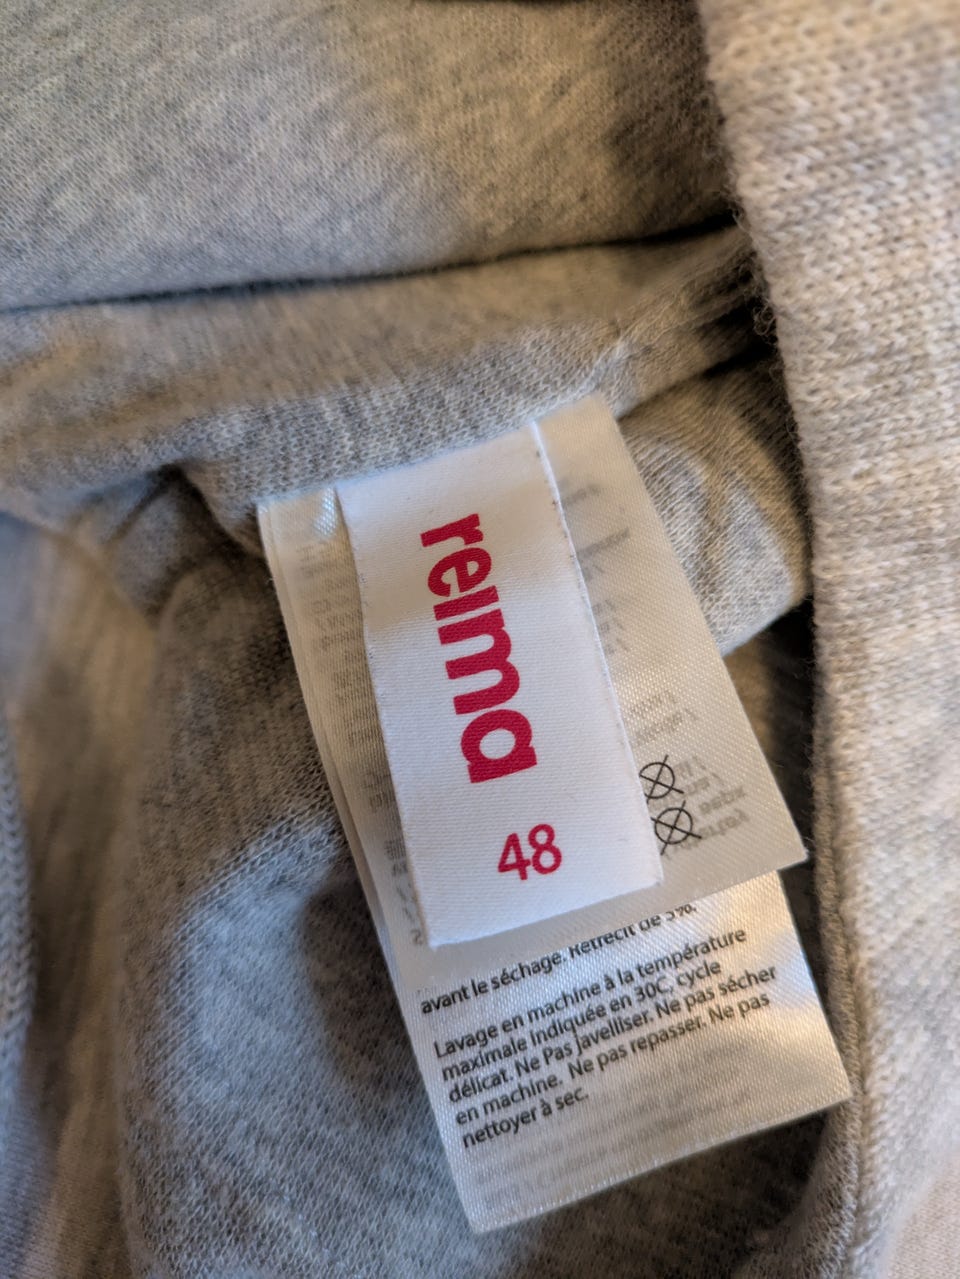 reima
48
avant le séchage. Rétrécit de 5%.
Lavage en machine à la température
maximale indiquée en 30C, cycle
délicat. Ne Pas Javelliser. Ne pas sécher
en machine. Ne pas repasser. Ne pas
nettoyer à sec.